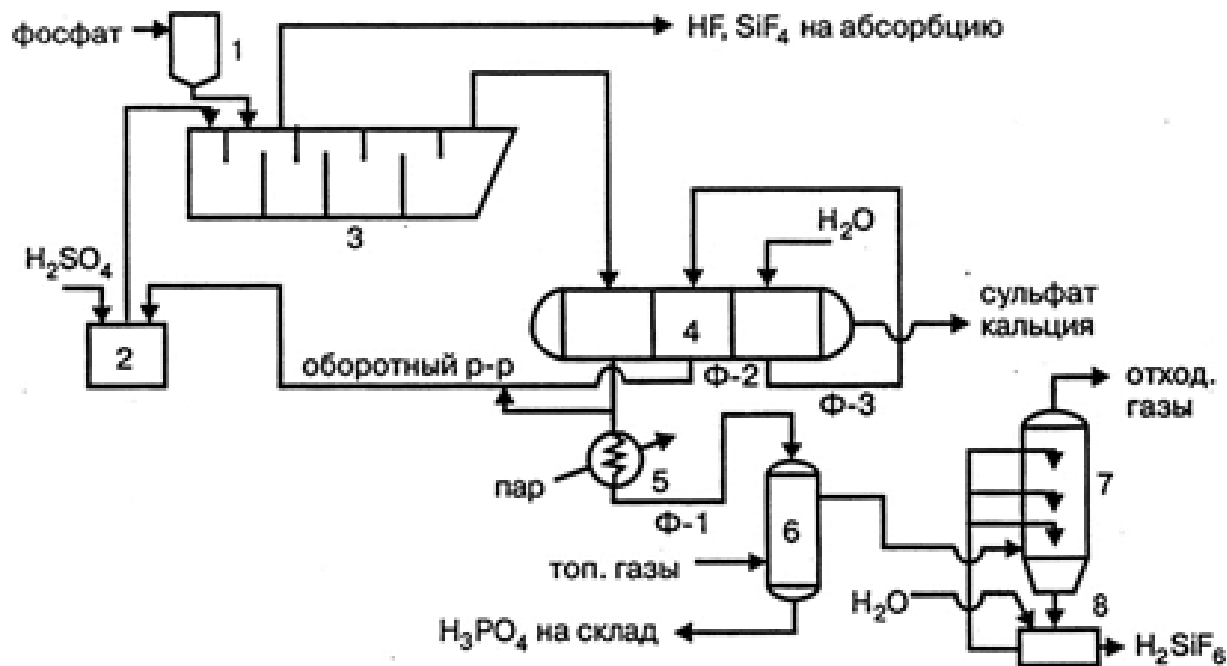 фосфат
1
HF, SiF₄ на абсорбцию
3
H₂SO₄
2
H₂O
4
сульфат
кальция
оборотный р-р
Ф-2
Ф-3
отход.
газы
пар
5
Ф-1
6
7
топ. газы
H₂O
8
H₃PO₄ на склад
H₂SiF₆